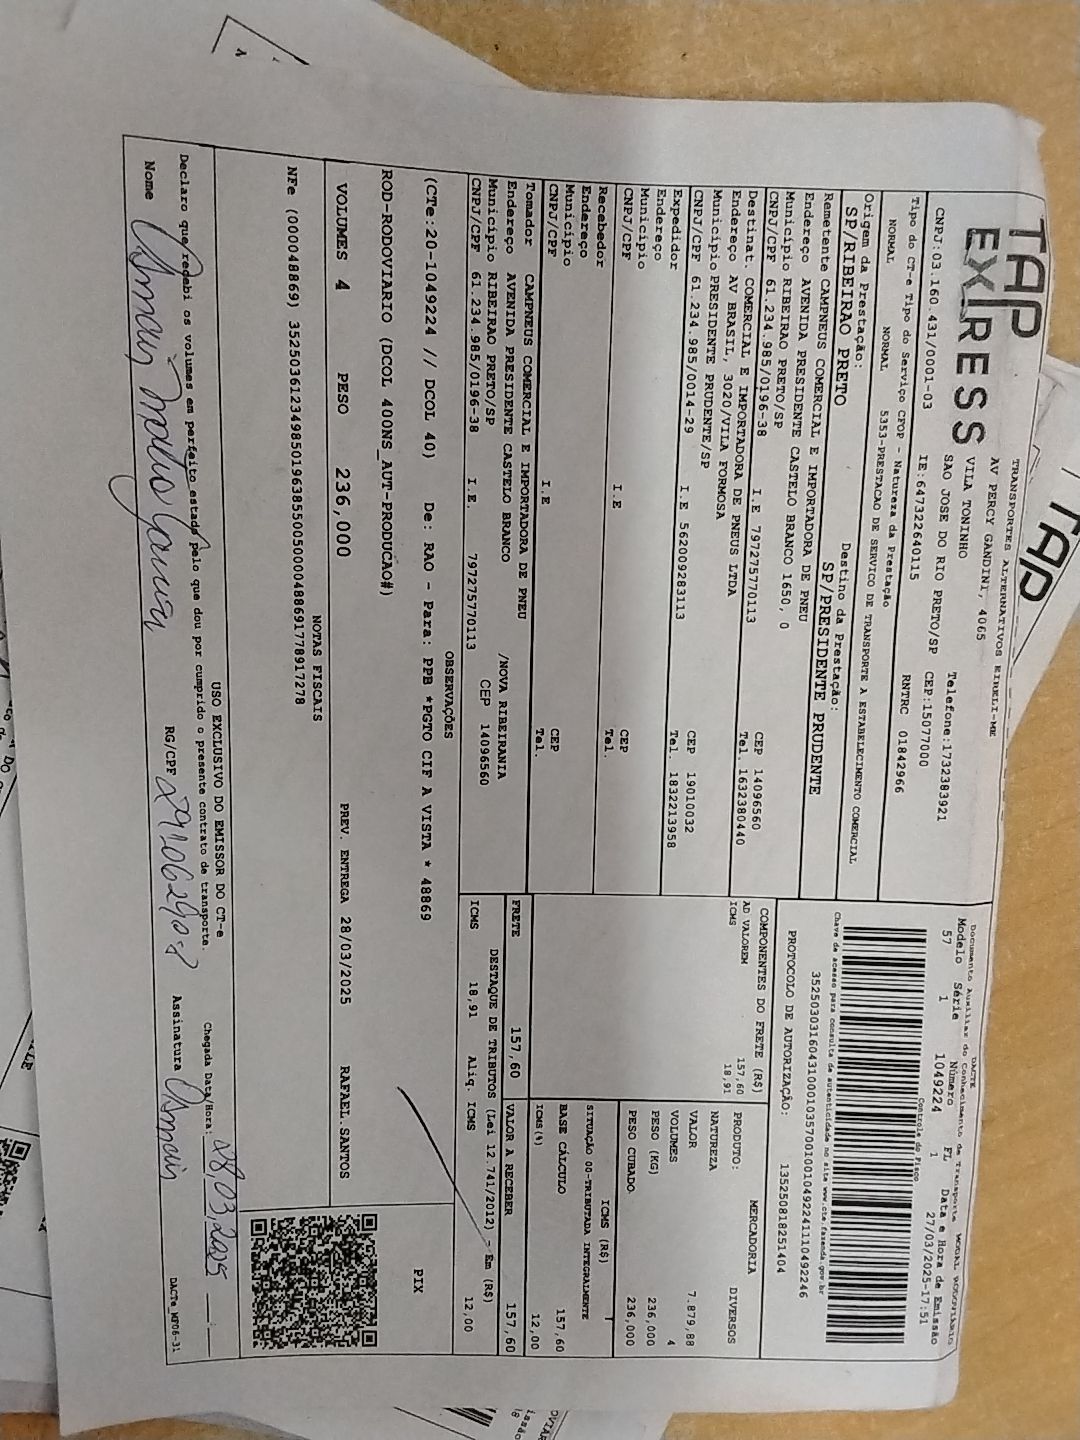 TAP
EXPRESS
TRANSPORTES ALTERNATIVOS EIRELI-ME
AV PERCY GANDINI, 4065
VILA TONINHO
SAO JOSE DO RIO PRETO/SP
Telefone:1732383921
CEP:15077000
CNPJ:03.160.431/0001-03 IE:647322640115 RNTRC 01842966
DACTE
Documento Auxiliar do Conhecimento de Transporte MODAL RODOVIARIO
Modelo Série Número FL Data e Hora de Emissão
57 1 1049224 1 27/03/2025-17:51
Controle do Fisco
Chave de acesso para consulta de autenticidade no site www.cte.fazenda.gov.br
35250303160431000103570010010492241110492246
PROTOCOLO DE AUTORIZAÇÃO: 135250818251404
Tipo do CT-e Tipo do Serviço CFOP - Natureza da Prestação
NORMAL NORMAL 5353-PRESTACAO DE SERVICO DE TRANSPORTE A ESTABELECIMENTO COMERCIAL
Origem da Prestação: Destino da Prestação:
SP/RIBEIRAO PRETO SP/PRESIDENTE PRUDENTE
Remetente CAMPNEUS COMERCIAL E IMPORTADORA DE PNEU
Endereço AVENIDA PRESIDENTE CASTELO BRANCO 1650, 0
Município RIBEIRAO PRETO/SP CEP 14096560
CNPJ/CPF 61.234.985/0196-38 I.E 797275770113 Tel. 1632380440
Destinat. COMERCIAL E IMPORTADORA DE PNEUS LTDA
Endereço AV BRASIL, 3020/VILA FORMOSA
Município PRESIDENTE PRUDENTE/SP CEP 19010032
CNPJ/CPF 61.234.985/0014-29 I.E 562009283113 Tel. 1832213958
Expedidor
Endereço
Município CEP
CNPJ/CPF I.E Tel.
Recebedor
Endereço
Município CEP
CNPJ/CPF I.E Tel.
Tomador CAMPNEUS COMERCIAL E IMPORTADORA DE PNEU
Endereço AVENIDA PRESIDENTE CASTELO BRANCO /NOVA RIBEIRANIA
Município RIBEIRAO PRETO/SP CEP 14096560
CNPJ/CPF 61.234.985/0196-38 I.E. 797275770113
COMPONENTES DO FRETE (R$)
AD VALOREM 157,60
ICMS 18,91
FRETE 157,60
PRODUTO: MERCADORIA
NATUREZA DIVERSOS
VALOR 7.879,88
VOLUMES 4
PESO (KG) 236,000
PESO CUBADO 236,000
ICMS (R$)
SITUAÇÃO 00-TRIBUTADA INTEGRALMENTE
BASE CÁLCULO 157,60
ICMS(%) 12,00
VALOR A RECEBER 157,60
DESTAQUE DE TRIBUTOS (Lei 12.741/2012) - Em (R$)
ICMS 18,91 Aliq. ICMS 12,00
OBSERVAÇÕES
(CTe:20-1049224 // DCOL 40) De: RAO - Para: PPB *PGTO CIF A VISTA * 48869
PIX
ROD-RODOVIARIO (DCOL 400NS_AUT-PRODUCAO#)
VOLUMES 4 PESO 236,000 PREV. ENTREGA 28/03/2025 RAFAEL.SANTOS
NOTAS FISCAIS
NFe (000048869) 35250361234985019638550050000488691778917278
USO EXCLUSIVO DO EMISSOR DO CT-e
Declaro que recebi os volumes em perfeito estado pelo que dou por cumprido o presente contrato de transporte.
Chegada Data/Hora: 28,03,2025
Nome Osmair RG/CPF Assinatura Osmair
DACTe_MP06-31
TAP